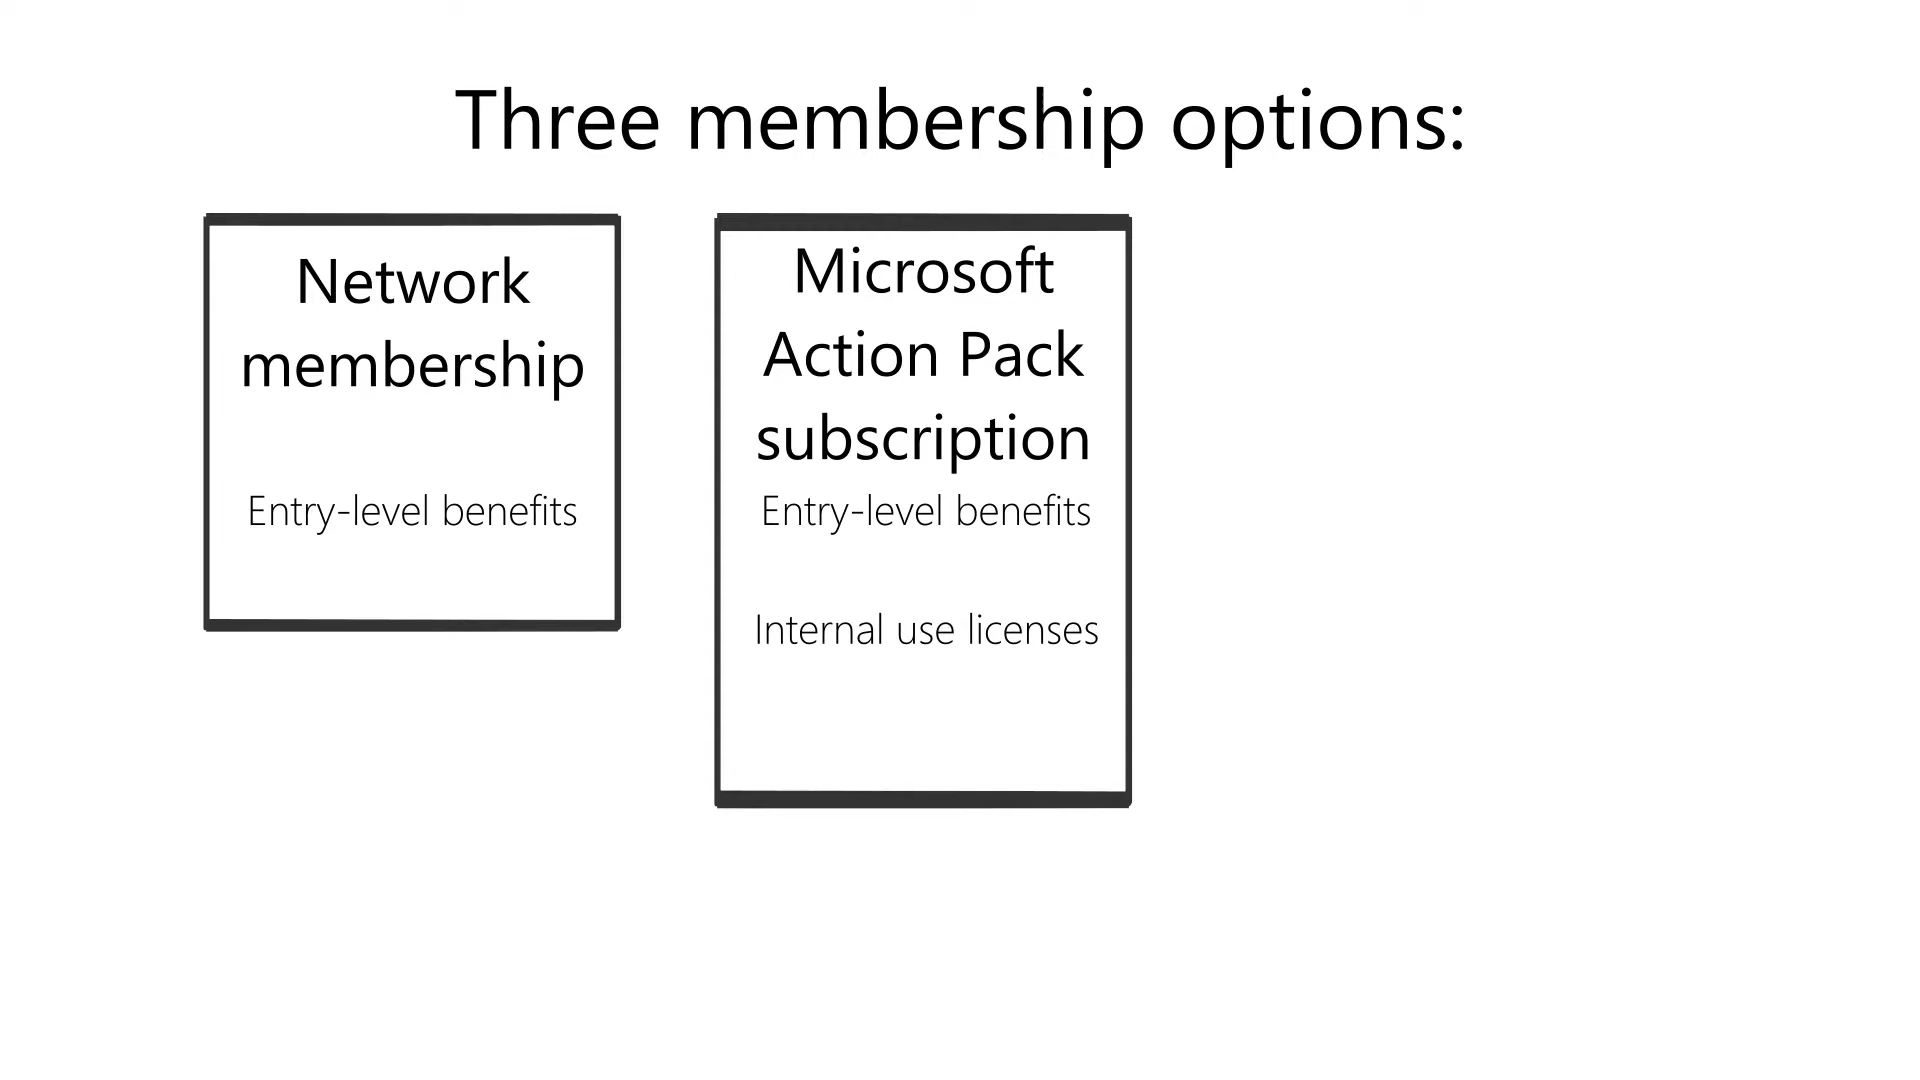 Three membership options:
Network
membership
Entry-level benefits
Microsoft
Action Pack
subscription
Entry-level benefits
Internal use licenses